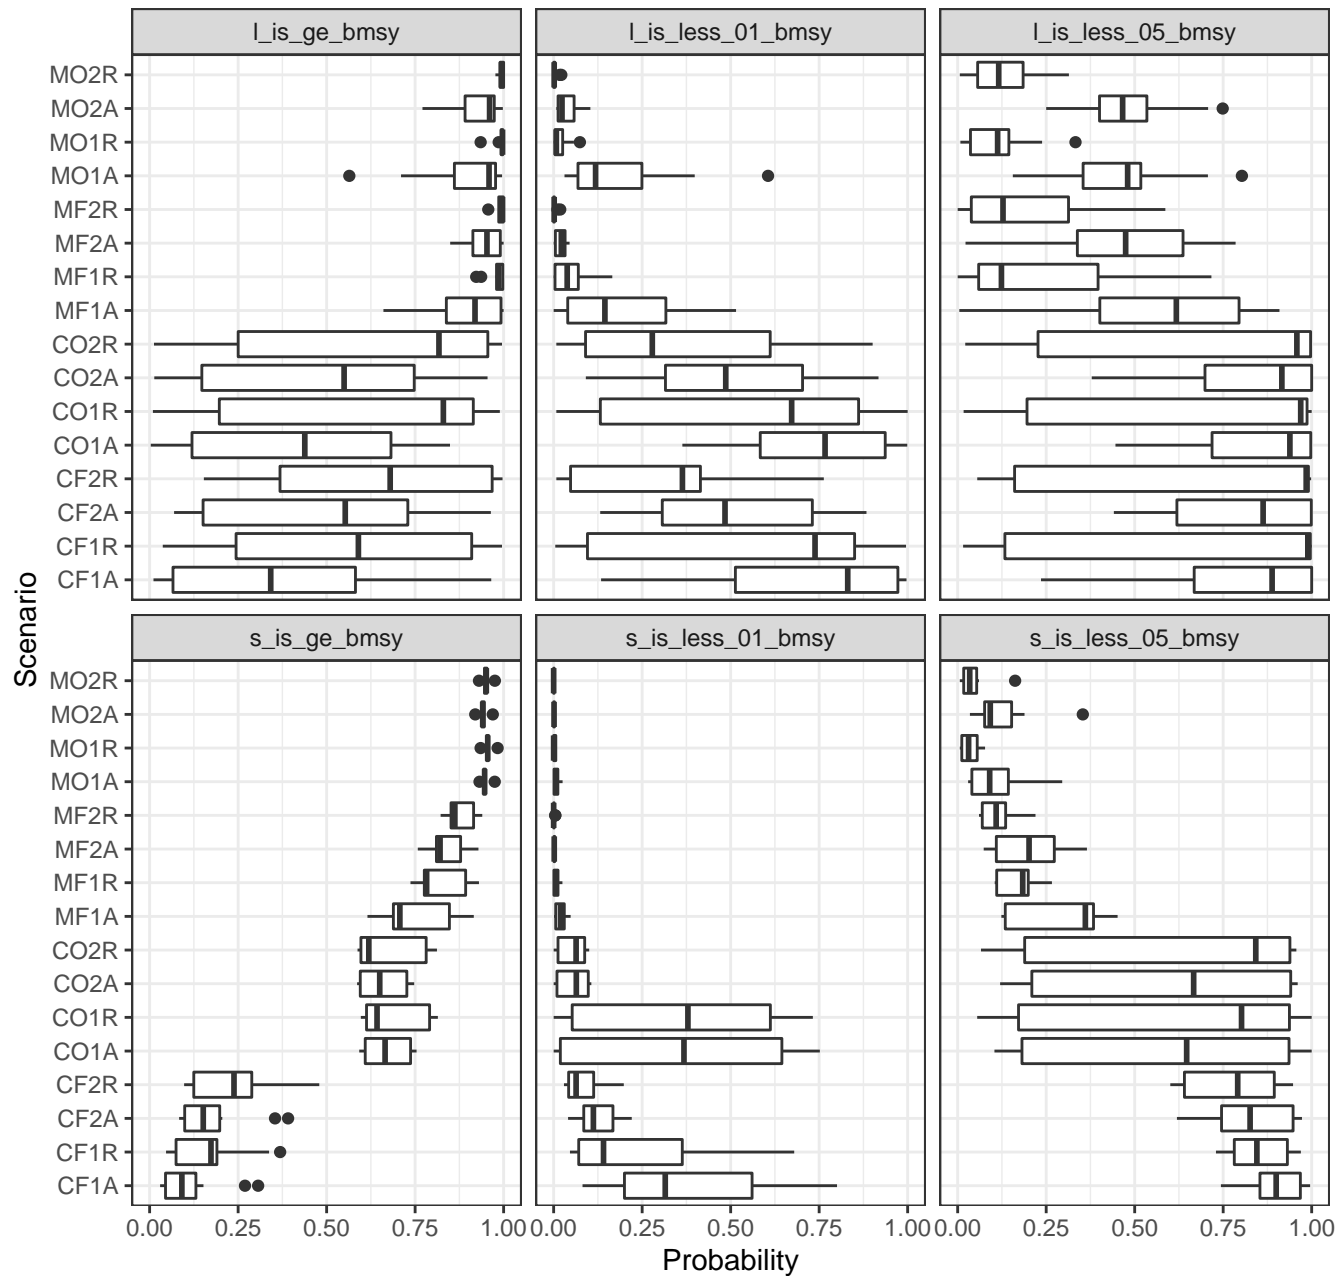 l_is_ge_bmsy l_is_less_01_bmsy l_is_less_05_bmsy
MO2R
MO2A
MO1R
MO1A
MF2R
MF2A
MF1R
MF1A
CO2R
CO2A
CO1R
CO1A
CF2R
CF2A
CF1R
CF1A
Scenario
s_is_ge_bmsy s_is_less_01_bmsy s_is_less_05_bmsy
MO2R
MO2A
MO1R
MO1A
MF2R
MF2A
MF1R
MF1A
CO2R
CO2A
CO1R
CO1A
CF2R
CF2A
CF1R
CF1A
0.00 0.25 0.50 0.75 1.00 0.00 0.25 0.50 0.75 1.00 0.00 0.25 0.50 0.75 1.00
Probability